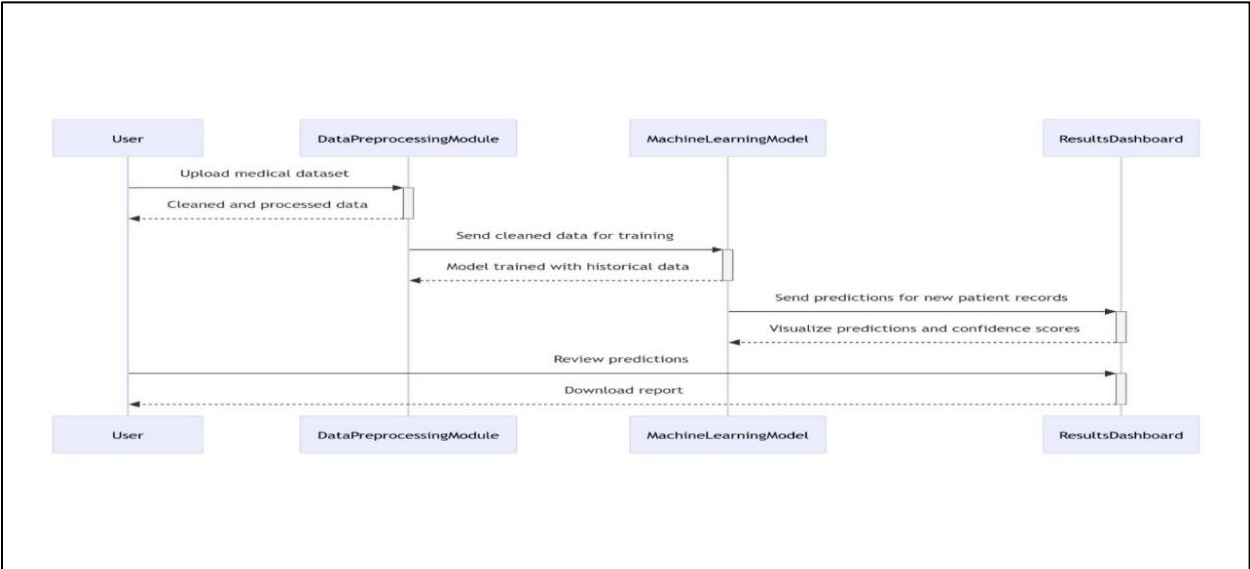 User DataPreprocessingModule MachineLearningModel ResultsDashboard
Upload medical dataset
Cleaned and processed data
Send cleaned data for training
Model trained with historical data
Send predictions for new patient records
Visualize predictions and confidence scores
Review predictions
Download report
User DataPreprocessingModule MachineLearningModel ResultsDashboard